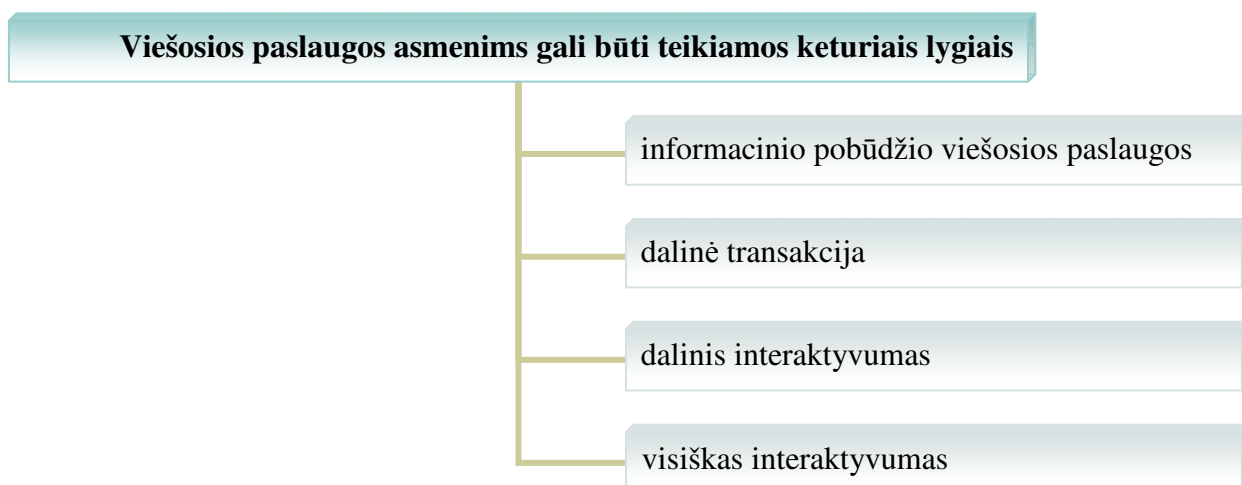 Viešosios paslaugos asmenims gali būti teikiamos keturiais lygiais
informacinio pobūdžio viešosios paslaugos
dalinė transakcija
dalinis interaktyvumas
visiškas interaktyvumas